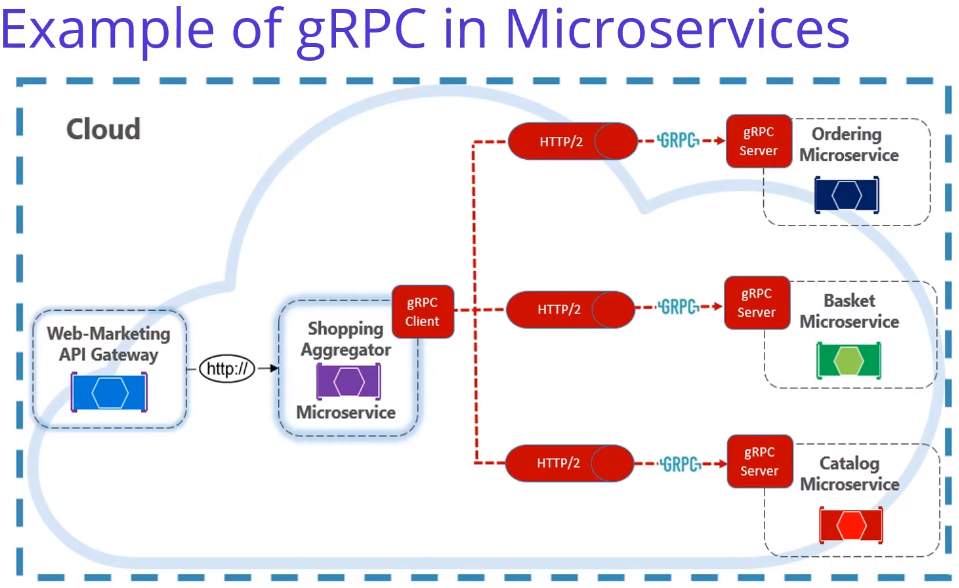 Example of gRPC in Microservices
Cloud
Web-Marketing
API Gateway
http://
Shopping
Aggregator
Microservice
gRPC
Client
HTTP/2
GRPC
gRPC
Server
Ordering
Microservice
HTTP/2
GRPC
gRPC
Server
Basket
Microservice
HTTP/2
GRPC
gRPC
Server
Catalog
Microservice